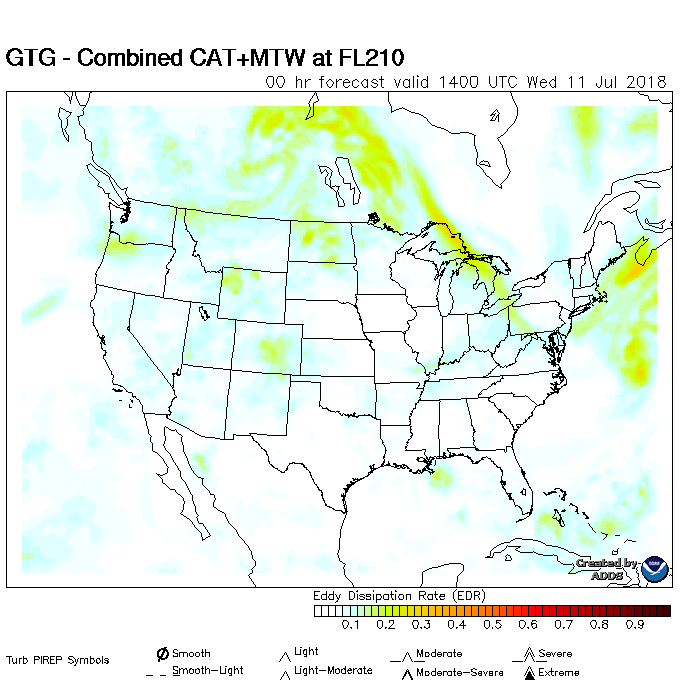 GTG - Combined CAT+MTW at FL210
00 hr forecast valid 1400 UTC Wed 11 Jul 2018
Created by
ADDS
Eddy Dissipation Rate (EDR)
0.1 0.2 0.3 0.4 0.5 0.6 0.7 0.8 0.9
Turb PIREP Symbols
Smooth Light Moderate Severe
Smooth-Light Light-Moderate Moderate-Severe Extreme